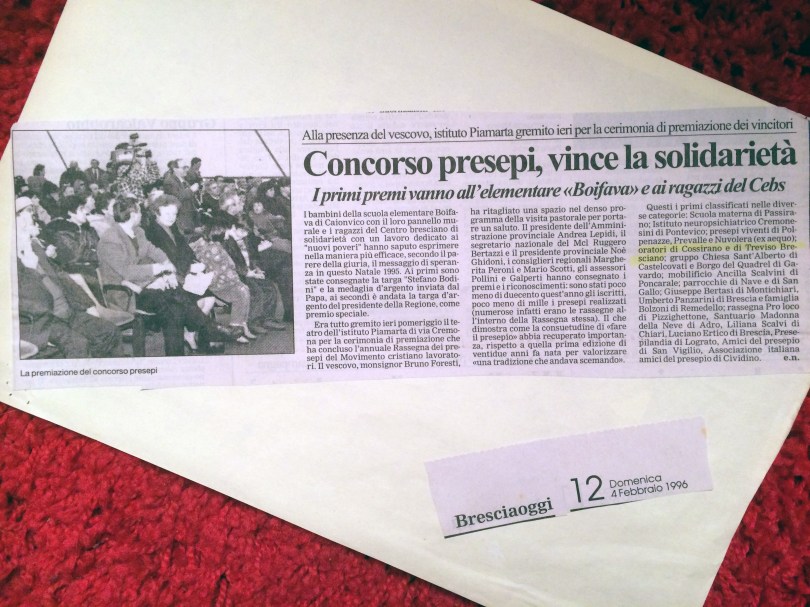 Alla presenza del vescovo, istituto Piamarta gremito ieri per la cerimonia di premiazione dei vincitori
Concorso presepi, vince la solidarietà
I primi premi vanno all'elementare «Boifava» e ai ragazzi del Cebs
I bambini della scuola elementare Boifa-
va di Caionvico con il loro pannello mu-
rale e i ragazzi del Centro bresciano di
solidarietà con un lavoro dedicato ai
"nuovi poveri" hanno saputo esprimere
nella maniera più efficace, secondo il pa-
rere della giuria, il messaggio di speran-
za in questo Natale 1995. Ai primi sono
state consegnate la targa "Stefano Bodi-
ni" e la medaglia d'argento inviata dal
Papa, ai secondi è andata la targa d'ar-
gento del presidente della Regione, come
premio speciale.
Era tutto gremito ieri pomeriggio il te-
atro dell'istituto Piamarta di via Cremo-
na per la cerimonia di premiazione che
ha concluso l'annuale Rassegna dei pre-
sepi del Movimento cristiano lavorato-
ri. Il vescovo, monsignor Bruno Foresti,
ha ritagliato uno spazio nel denso pro-
gramma della visita pastorale per porta-
re un saluto. Il presidente dell'Ammini-
strazione provinciale Andrea Lepidi, il
segretario nazionale del Mcl Ruggero
Bertazzi e il presidente provinciale Noè
Ghidoni, i consiglieri regionali Marghe-
rita Peroni e Mario Scotti, gli assessori
Pollini e Galperti hanno consegnato i
premi e i riconoscimenti: sono stati poco
meno di duecento quest'anno gli iscritti,
poco meno di mille i presepi realizzati
(numerose infatti erano le rassegne al-
l'interno della Rassegna stessa). Il che
dimostra come la consuetudine di «fare
il presepio» abbia recuperato importan-
za, rispetto a quella prima edizione di
ventidue anni fa nata per valorizzare
una tradizione che andava scemando».
Questi i primi classificati nelle diver-
se categorie: Scuola materna di Passira-
no; Istituto neuropsichiatrico Cremone-
sini di Pontevico; presepi viventi di Pol-
penazze, Prevalle e Nuvolera (ex aequo);
oratori di Cossirano e di Treviso Bre-
sciano; gruppo Chiesa Sant'Alberto di
Castelcovati e Borgo del Quadrel di Ga-
vardo; mobilificio Ancilla Scalvini di
Poncarale; parrocchie di Nave e di San
Gallo; Giuseppe Bertasi di Montichiari,
Umberto Panzarini di Brescia e famiglia
Bolzoni di Remedello; rassegna Pro loco
di Pizzighettone, Santuario Madonna
della Neve di Adro, Liliana Scalvi di
Chiari, Luciano Ertico di Brescia, Prese-
pilandia di Lograto, Amici del presepio
di San Vigilio, Associazione italiana
amici del presepio di Cividino.
e.n.
La premiazione del concorso presepi
Bresciaoggi
12
Domenica
4 Febbraio 1996